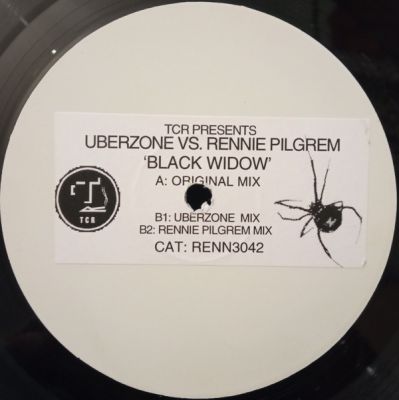 TCR PRESENTS
UBERZONE VS. RENNIE PILGREM
'BLACK WIDOW'
A: ORIGINAL MIX
B1: UBERZONE MIX
B2: RENNIE PILGREM MIX
CAT: RENN3042
TCR